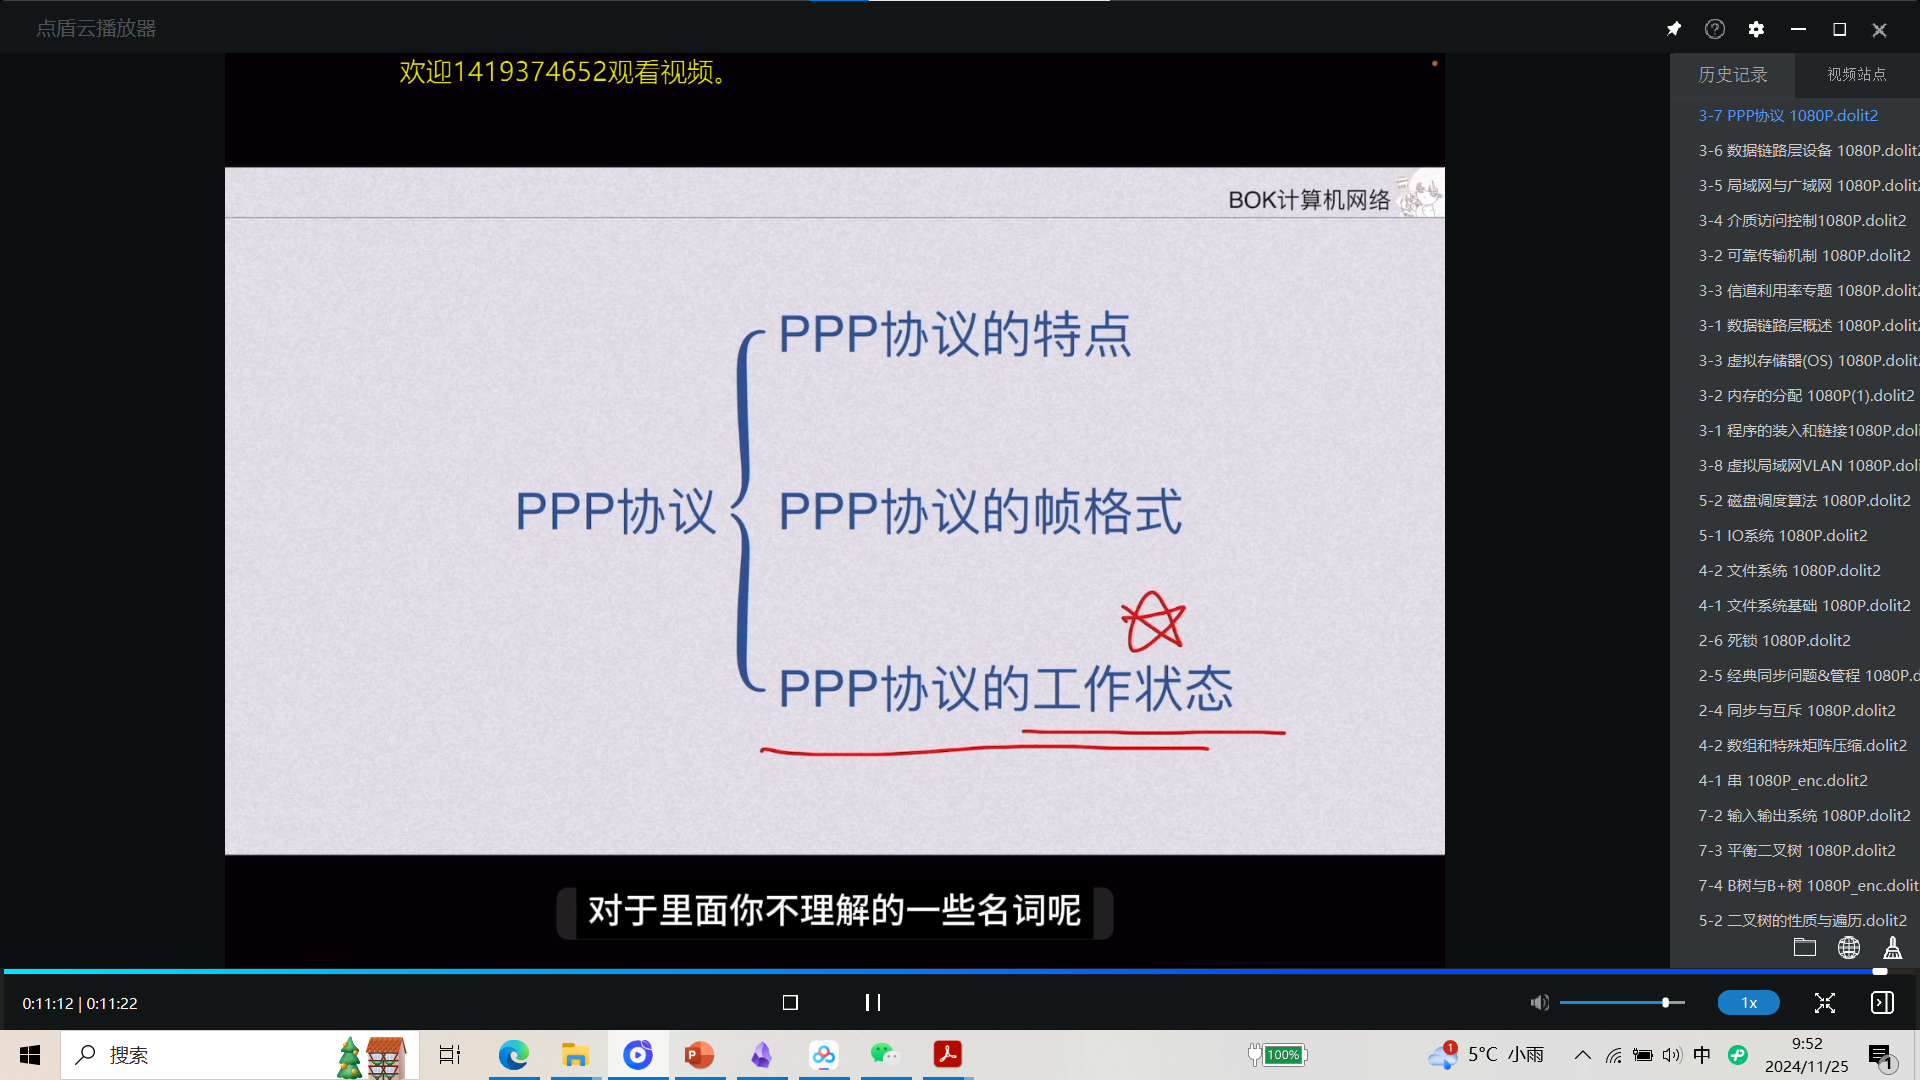 点盾云播放器
欢迎1419374652观看视频。
历史记录
视频站点
BOK计算机网络
PPP协议的特点
PPP协议
PPP协议的帧格式
PPP协议的工作状态
对于里面你不理解的一些名词呢
3-7 PPP协议 1080P.dolit2
3-6 数据链路层设备 1080P.dolit2
3-5 局域网与广域网 1080P.dolit2
3-4 介质访问控制1080P.dolit2
3-2 可靠传输机制 1080P.dolit2
3-3 信道利用率专题 1080P.dolit2
3-1 数据链路层概述 1080P.dolit2
3-3 虚拟存储器(OS) 1080P.dolit2
3-2 内存的分配 1080P(1).dolit2
3-1 程序的装入和链接1080P.doli
3-8 虚拟局域网VLAN 1080P.doli
5-2 磁盘调度算法 1080P.dolit2
5-1 IO系统 1080P.dolit2
4-2 文件系统 1080P.dolit2
4-1 文件系统基础 1080P.dolit2
2-6 死锁 1080P.dolit2
2-5 经典同步问题&管程 1080P.d
2-4 同步与互斥 1080P.dolit2
4-2 数组和特殊矩阵压缩.dolit2
4-1 串 1080P_enc.dolit2
7-2 输入输出系统 1080P.dolit2
7-3 平衡二叉树 1080P.dolit2
7-4 B树与B+树 1080P_enc.dolit
5-2 二叉树的性质与遍历.dolit2
0:11:12 | 0:11:22
1x
搜索
100%
1
5°C 小雨
中
9:52
2024/11/25
1